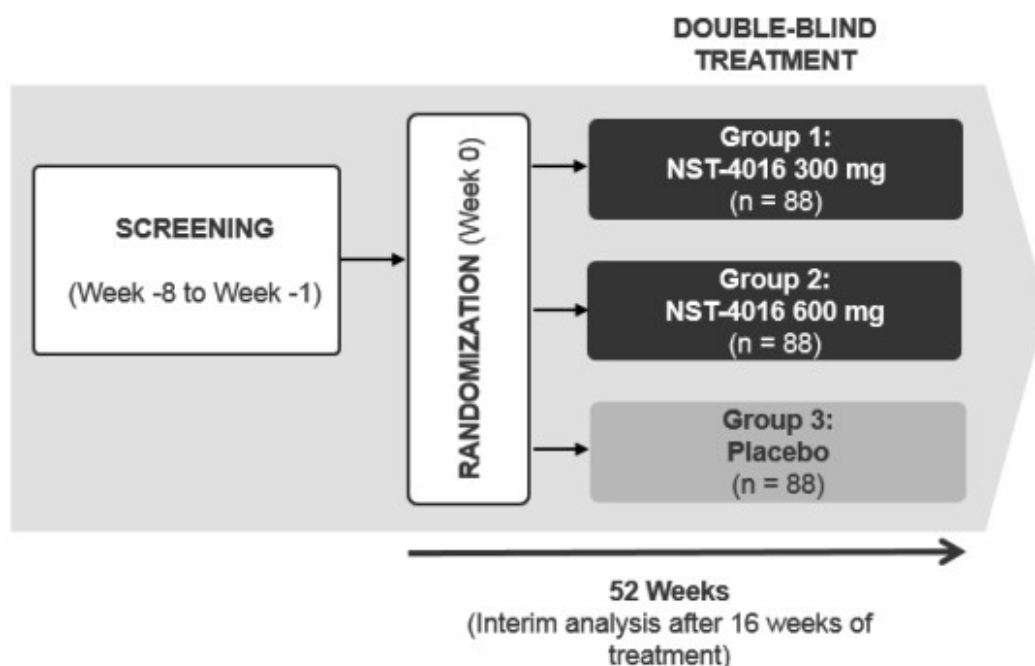 DOUBLE-BLIND
TREATMENT
SCREENING
(Week -8 to Week -1)
RANDOMIZATION (Week 0)
Group 1:
NST-4016 300 mg
(n = 88)
Group 2:
NST-4016 600 mg
(n = 88)
Group 3:
Placebo
(n = 88)
52 Weeks
(Interim analysis after 16 weeks of
treatment)